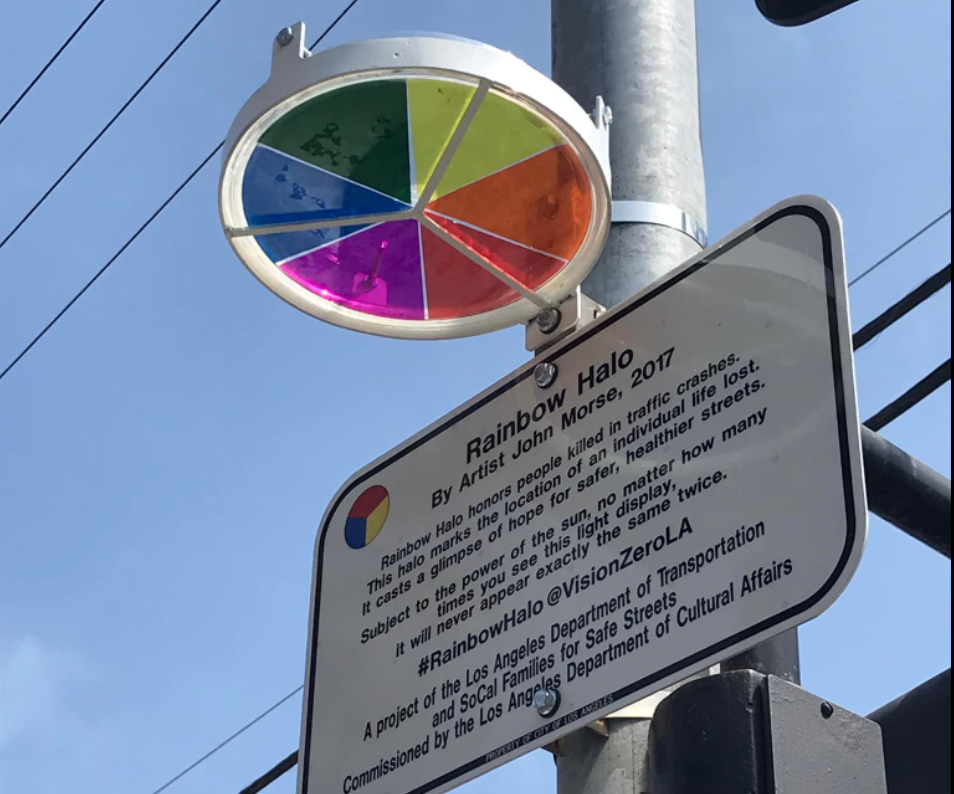 Rainbow Halo
By Artist John Morse, 2017
Rainbow Halo honors people killed in traffic crashes.
This halo marks the location of an individual life lost.
It casts a glimpse of hope for safer, healthier streets.
Subject to the power of the sun, no matter how many
times you see this light display,
it will never appear exactly the same twice.
#RainbowHalo @VisionZeroLA
A project of the Los Angeles Department of Transportation
and SoCal Families for Safe Streets
Commissioned by the Los Angeles Department of Cultural Affairs
PROPERTY OF CITY OF LOS ANGELES